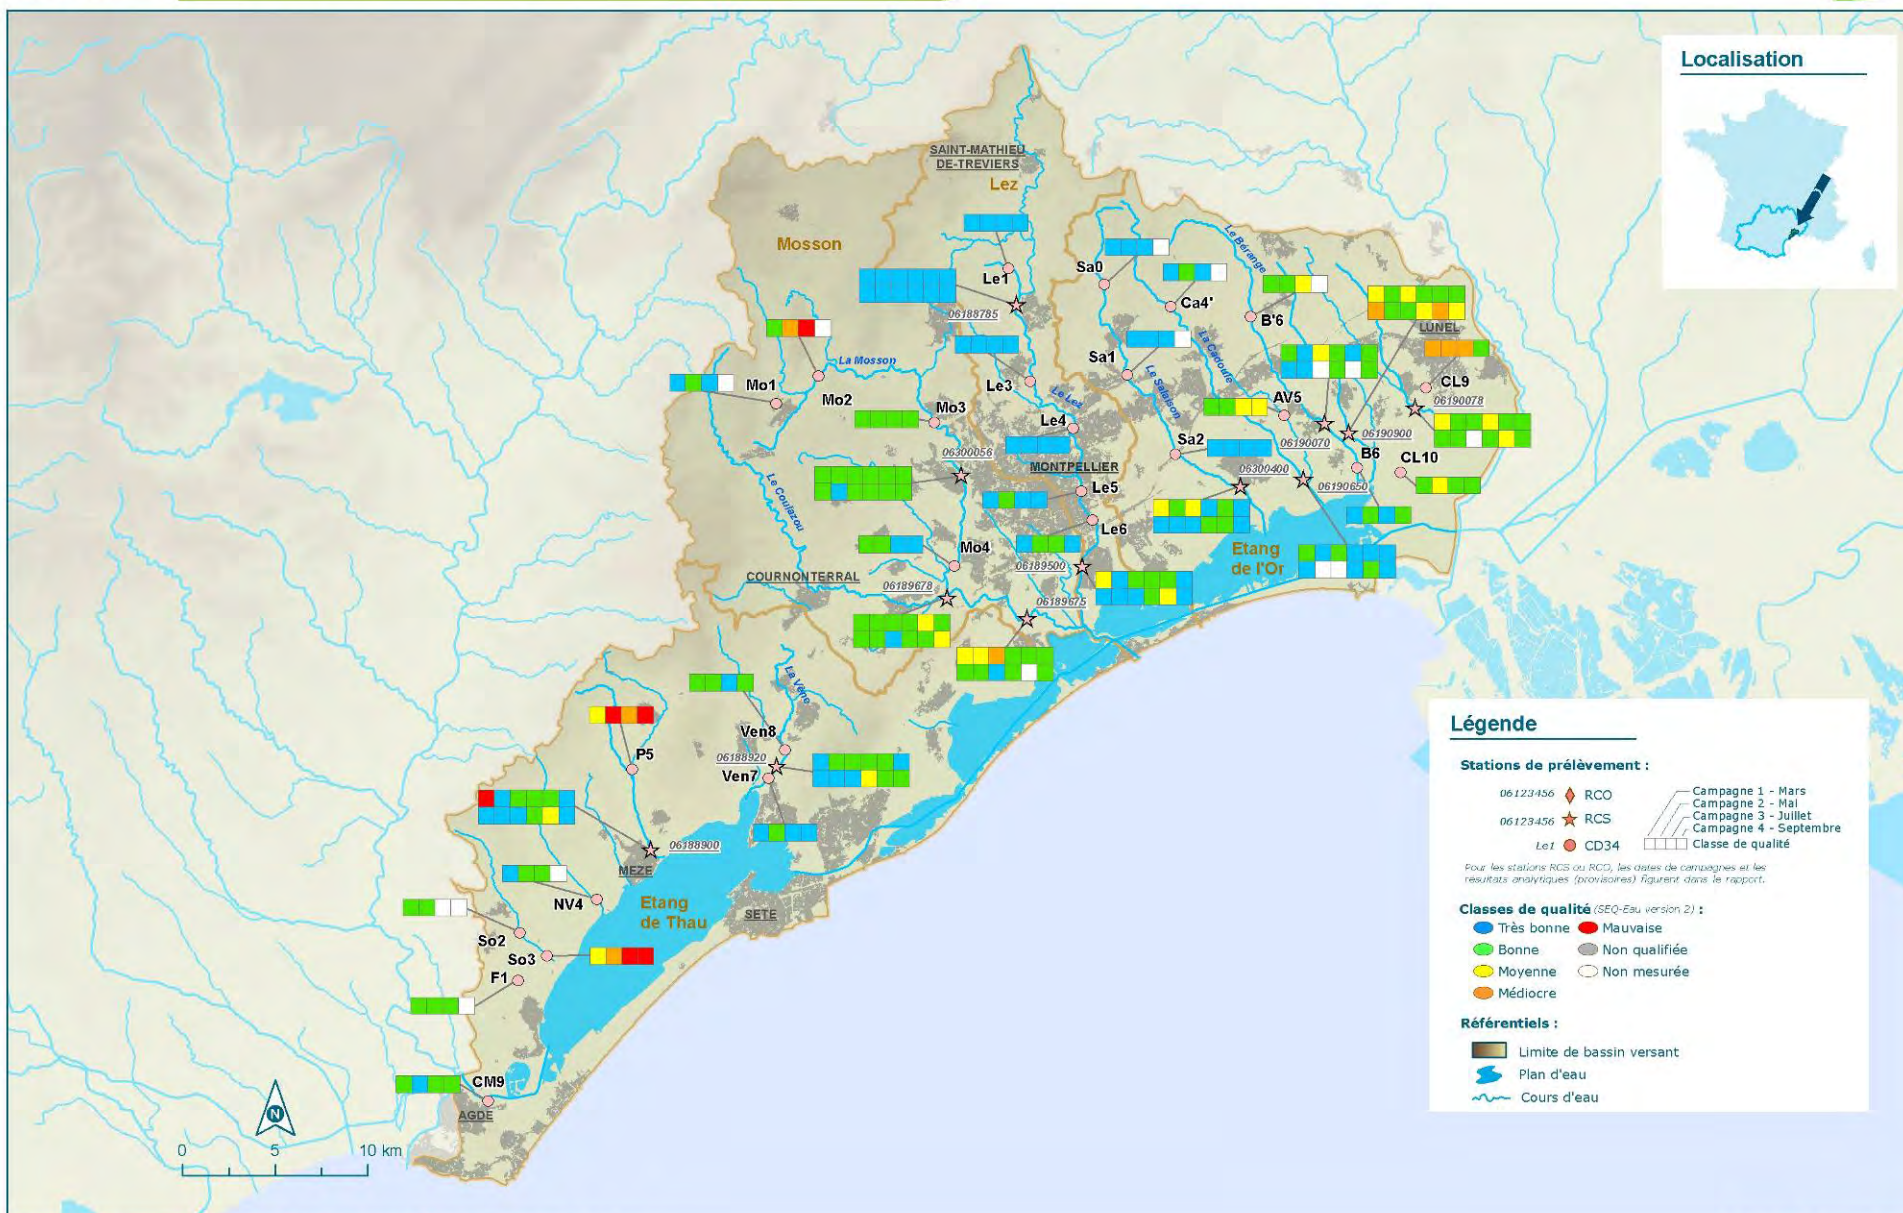 Localisation
SAINT-MATHIEU
DE-TREVIERS
Lez
Mosson
Le1
06188785
Sa0
Ca4'
Le Bérange
B'6
LUNEL
La Mosson
Mo1
Mo2
Mo3
Le3
Le Lez
Le4
Sa1
Le Salaison
La Cadoule
AV5
CL9
06190078
06190070
06190900
Sa2
06300400
06190650
B6
CL10
06300056
MONTPELLIER
Le5
Le6
Le Coulazou
Mo4
COURNONTERRAL
06189678
06189500
06189675
Etang
de l'Or
La Vène
Ven8
06188920
Ven7
P5
06188900
MEZE
NV4
Etang
de Thau
SETE
So2
So3
F1
CM9
AGDE
N
0 5 10 km
Légende
Stations de prélèvement :
06123456 RCO
06123456 RCS
Le1 CD34
Campagne 1 - Mars
Campagne 2 - Mai
Campagne 3 - Juillet
Campagne 4 - Septembre
Classe de qualité
Pour les stations RCS ou RCO, les dates de campagnes et les
résultats analytiques (provisoires) figurent dans le rapport.
Classes de qualité (SEQ-Eau version 2) :
Très bonne Mauvaise
Bonne Non qualifiée
Moyenne Non mesurée
Médiocre
Référentiels :
Limite de bassin versant
Plan d'eau
Cours d'eau